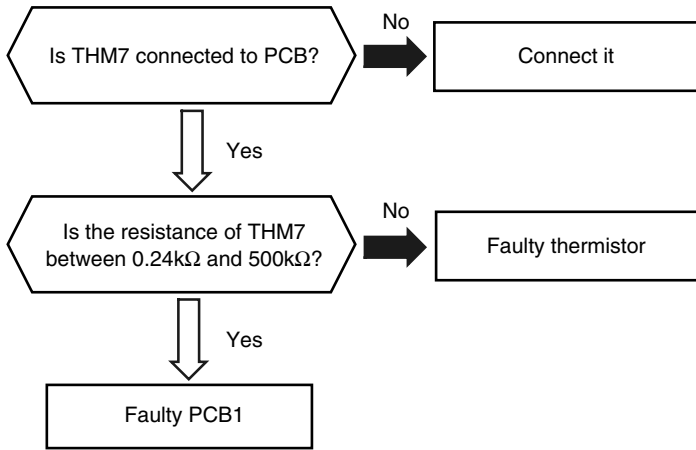 Is THM7 connected to PCB?
No
Connect it
Yes
Is the resistance of THM7
between 0.24kΩ and 500kΩ?
No
Faulty thermistor
Yes
Faulty PCB1